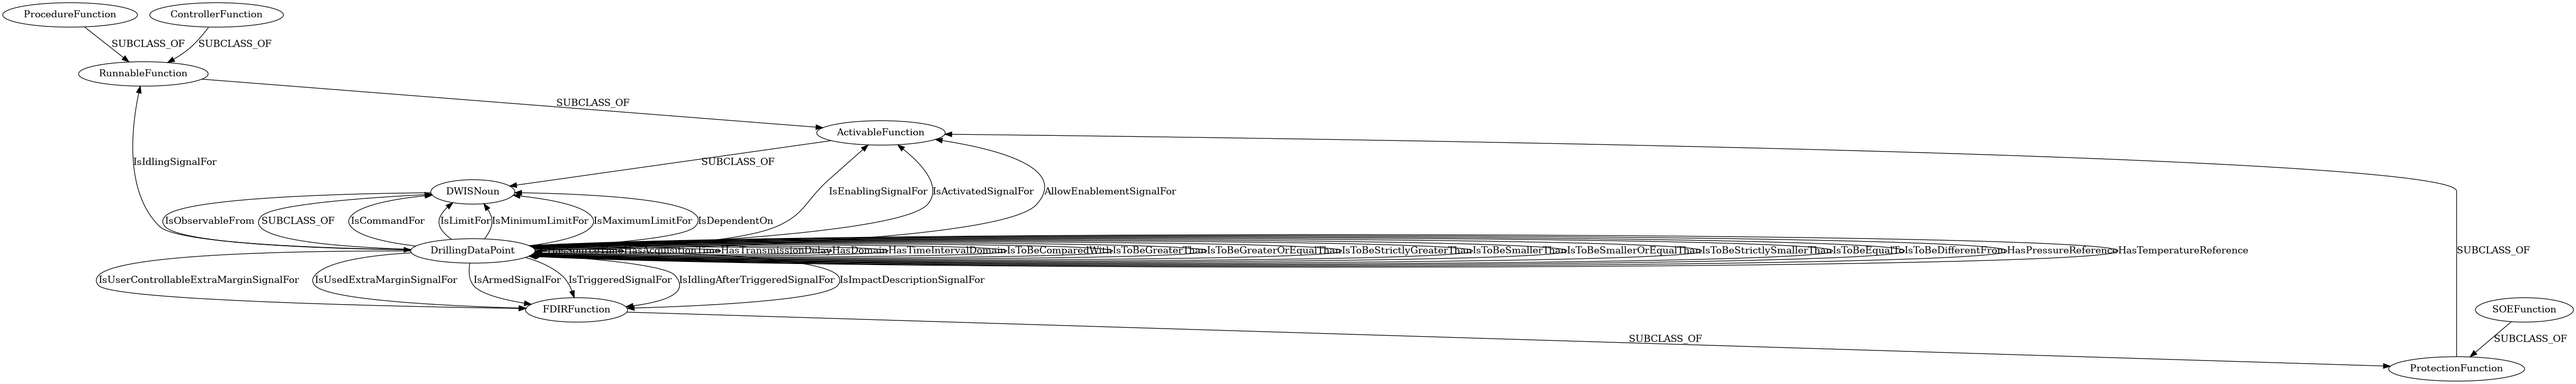 ProcedureFunction
ControllerFunction
SUBCLASS_OF
SUBCLASS_OF
RunnableFunction
SUBCLASS_OF
ActivableFunction
IsIdlingSignalFor
SUBCLASS_OF
DWISNoun
IsEnablingSignalFor
IsActivatedSignalFor
AllowEnablementSignalFor
IsObservableFrom
SUBCLASS_OF
IsCommandFor
IsLimitFor
IsMinimumLimitFor
IsMaximumLimitFor
IsDependentOn
DrillingDataPoint
HasAcquisitionTime
HasTransmissionDelay
HasDomain
HasTimeIntervalDomain
IsToBeComparedWith
IsToBeGreaterThan
IsToBeGreaterOrEqualThan
IsToBeStrictlyGreaterThan
IsToBeSmallerThan
IsToBeSmallerOrEqualThan
IsToBeStrictlySmallerThan
IsToBeEqualTo
IsToBeDifferentFrom
HasPressureReference
HasTemperatureReference
SUBCLASS_OF
IsUserControllableExtraMarginSignalFor
IsUsedExtraMarginSignalFor
IsArmedSignalFor
IsTriggeredSignalFor
IsIdlingAfterTriggeredSignalFor
IsImpactDescriptionSignalFor
FDIRFunction
SOEFunction
SUBCLASS_OF
SUBCLASS_OF
ProtectionFunction